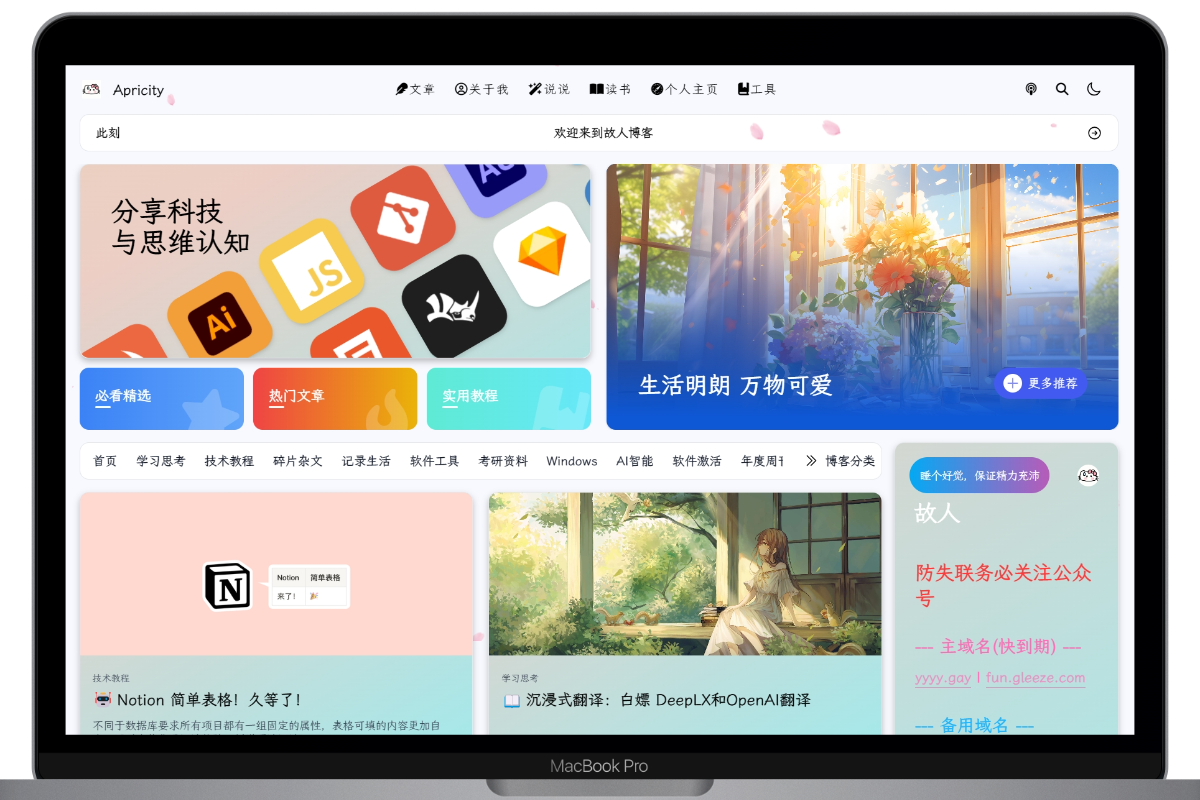 Apricity
文章
关于我
说说
读书
个人主页
工具
此刻
欢迎来到故人博客
分享科技
与思维认知
Ai
JS
生活明朗 万物可爱
更多推荐
必看精选
热门文章
实用教程
首页
学习思考
技术教程
碎片杂文
记录生活
软件工具
考研资料
Windows
AI智能
软件激活
年度周
博客分类
睡个好觉，保证精力充沛
故人
防失联务必关注公众
号
--- 主域名(快到期) ---
yyyy.gay | fun.gleeze.com
--- 备用域名 ---
Notion 简单表格
来了!
技术教程
Notion 简单表格！久等了！
不同于数据库要求所有项目都有一组固定的属性，表格可填的内容更加自
学习思考
沉浸式翻译：白嫖 DeepLX和OpenAI翻译
MacBook Pro